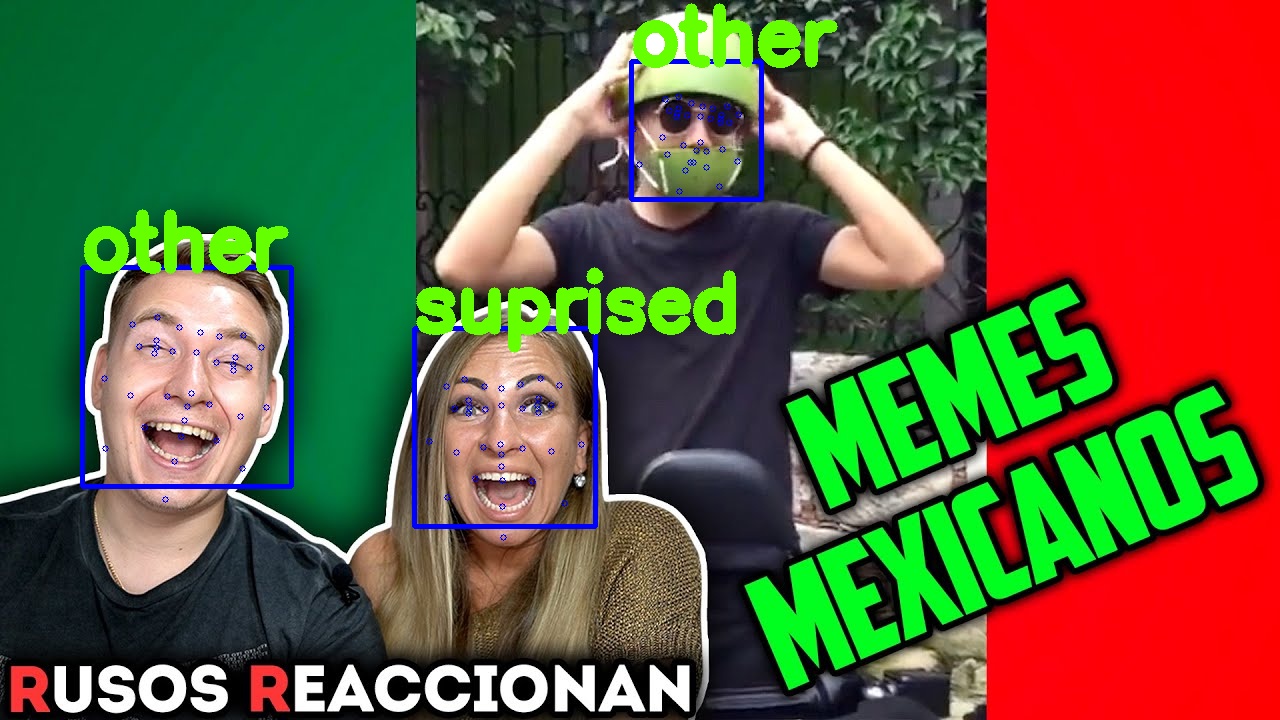 other
other
suprised
MEMES
MEXICANOS
RUSOS REACCIONAN